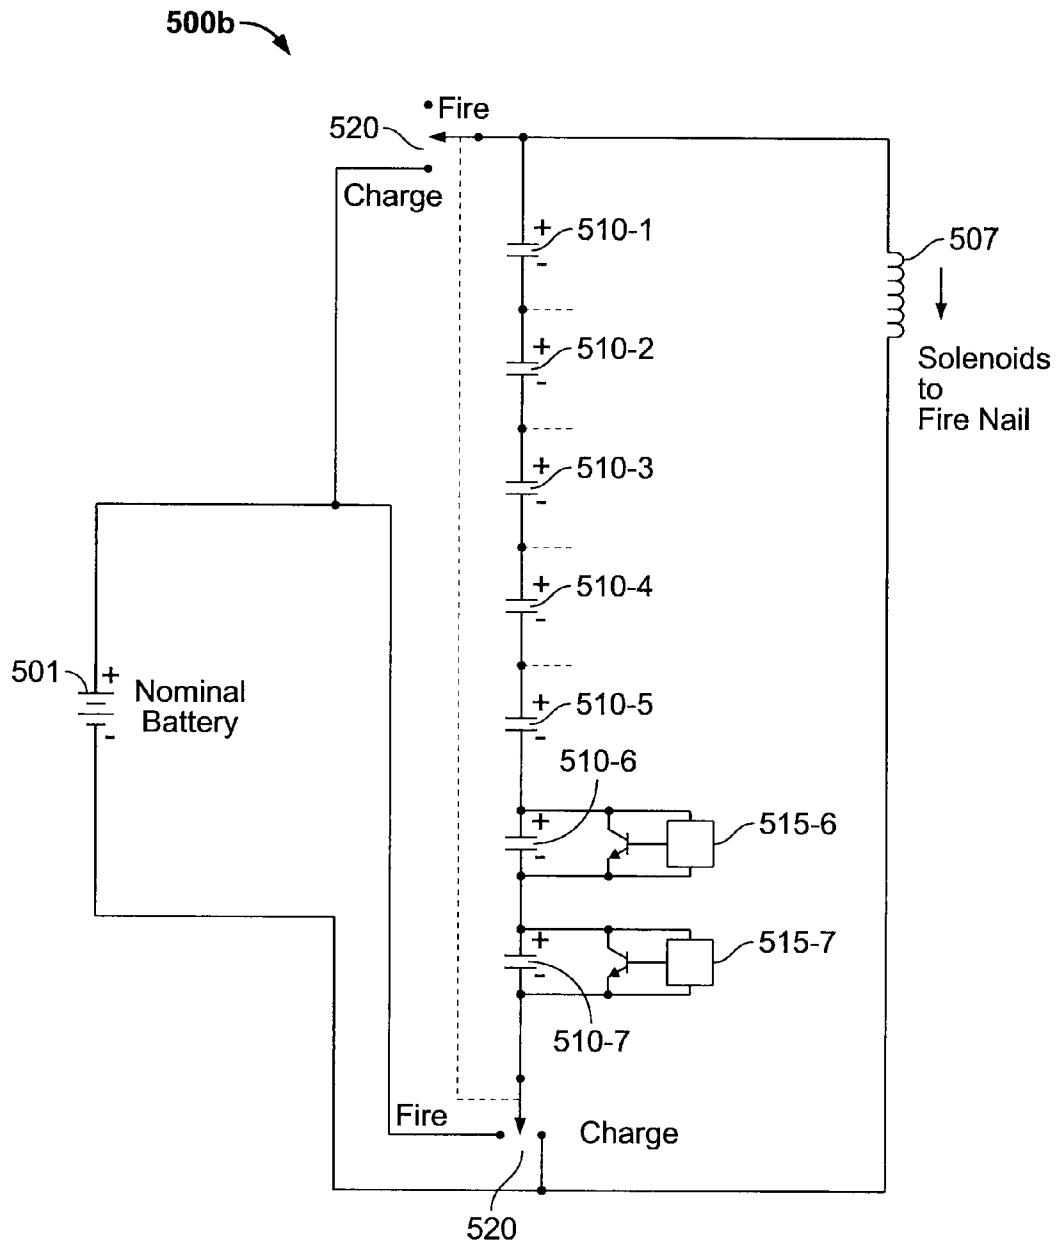 500b
Fire
520
Charge
+
510-1
-
507
+
510-2
-
Solenoids
to
Fire Nail
+
510-3
-
+
510-4
-
501
+
Nominal
Battery
-
+
510-5
-
510-6
+
515-6
-
+
515-7
-
510-7
Fire
Charge
520